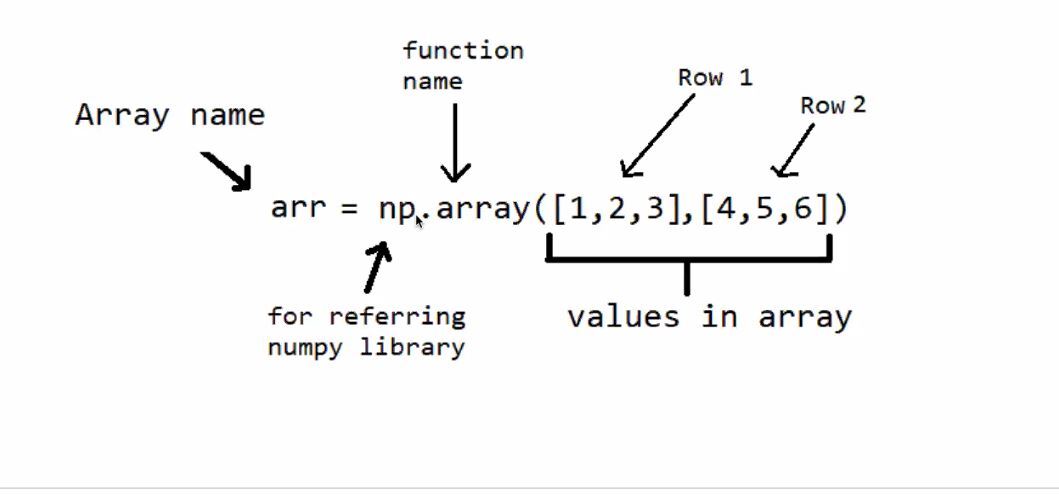 function
name
Row 1
Row 2
Array name
arr = np.array([1,2,3],[4,5,6])
for referring
numpy library
values in array